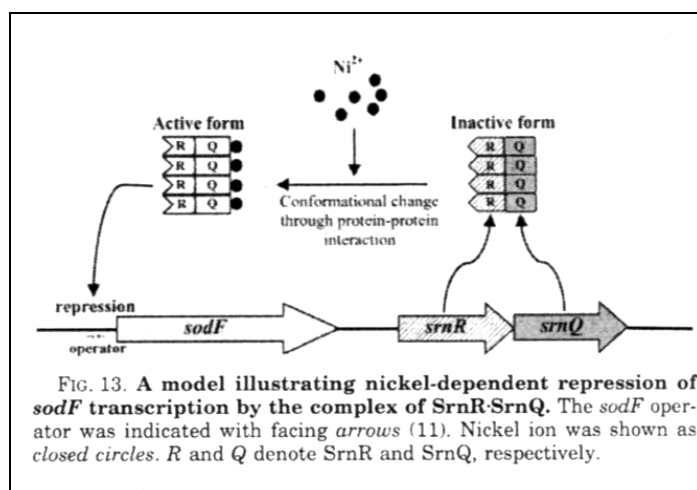 Ni2+
Active form
Inactive form
R Q
R Q
R Q
R Q
R Q
R Q
R Q
R Q
Conformational change
through protein-protein
interaction
repression
operator
sodF
srnR
srnQ
FIG. 13. A model illustrating nickel-dependent repression of
sodF transcription by the complex of SrnR·SrnQ. The sodF oper-
ator was indicated with facing arrows (11). Nickel ion was shown as
closed circles. R and Q denote SrnR and SrnQ, respectively.